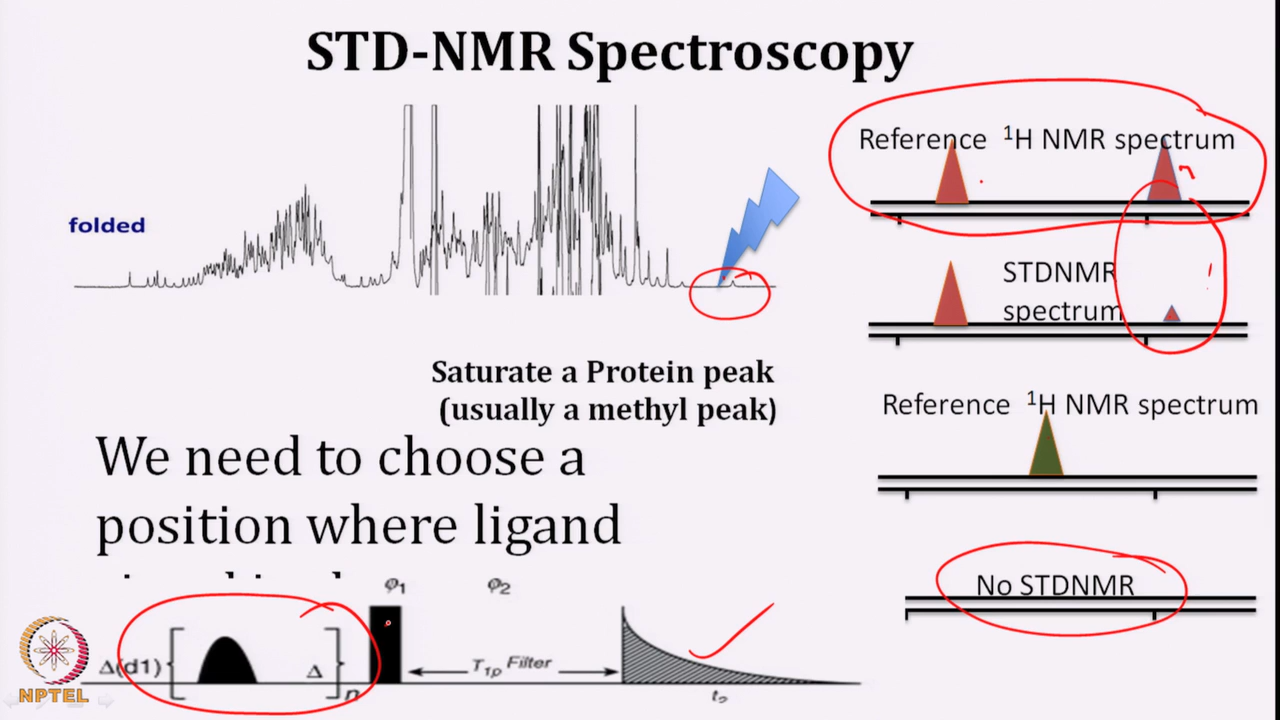 STD-NMR Spectroscopy
folded
Saturate a Protein peak
(usually a methyl peak)
We need to choose a
position where ligand
Δ(d1)
Δ
n
φ1
φ2
T1ρ Filter
t2
NPTEL
Reference ¹H NMR spectrum
STDNMR
spectrum
Reference ¹H NMR spectrum
No STDNMR